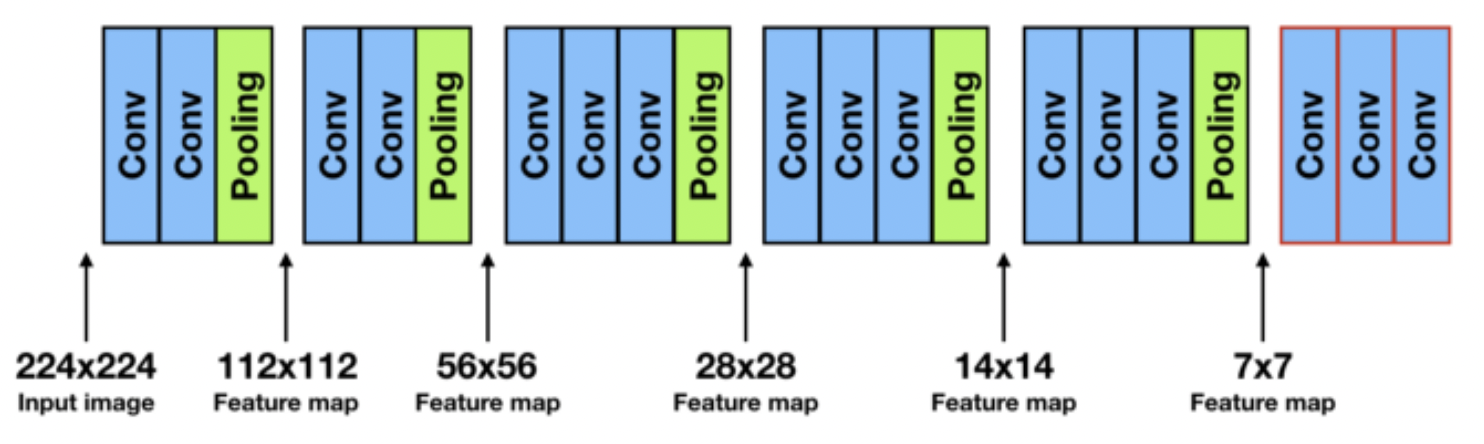 Conv Conv Pooling Conv Conv Pooling Conv Conv Conv Pooling Conv Conv Conv Pooling Conv Conv Conv Pooling Conv Conv Conv
224x224 112x112 56x56 28x28 14x14 7x7
Input image Feature map Feature map Feature map Feature map Feature map